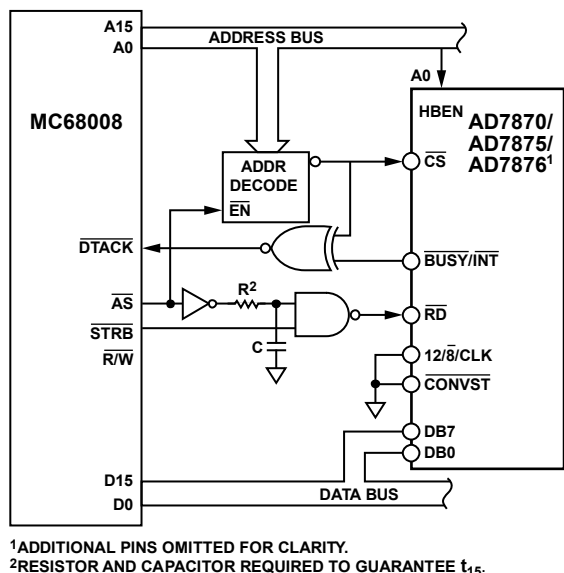 A15
A0
ADDRESS BUS
A0
MC68008
HBEN
AD7870/
AD7875/
AD7876¹
ADDR
DECODE
EN
CS
DTACK
BUSY/INT
AS
R²
STRB
R/W
C
RD
12/8/CLK
CONVST
DB7
DB0
D15
D0
DATA BUS
¹ADDITIONAL PINS OMITTED FOR CLARITY.
²RESISTOR AND CAPACITOR REQUIRED TO GUARANTEE t₁₅.